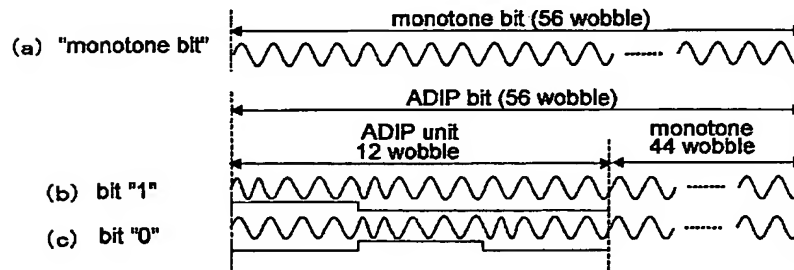 monotone bit (56 wobble)
(a) "monotone bit"
ADIP bit (56 wobble)
ADIP unit
12 wobble
monotone
44 wobble
(b) bit "1"
(c) bit "0"